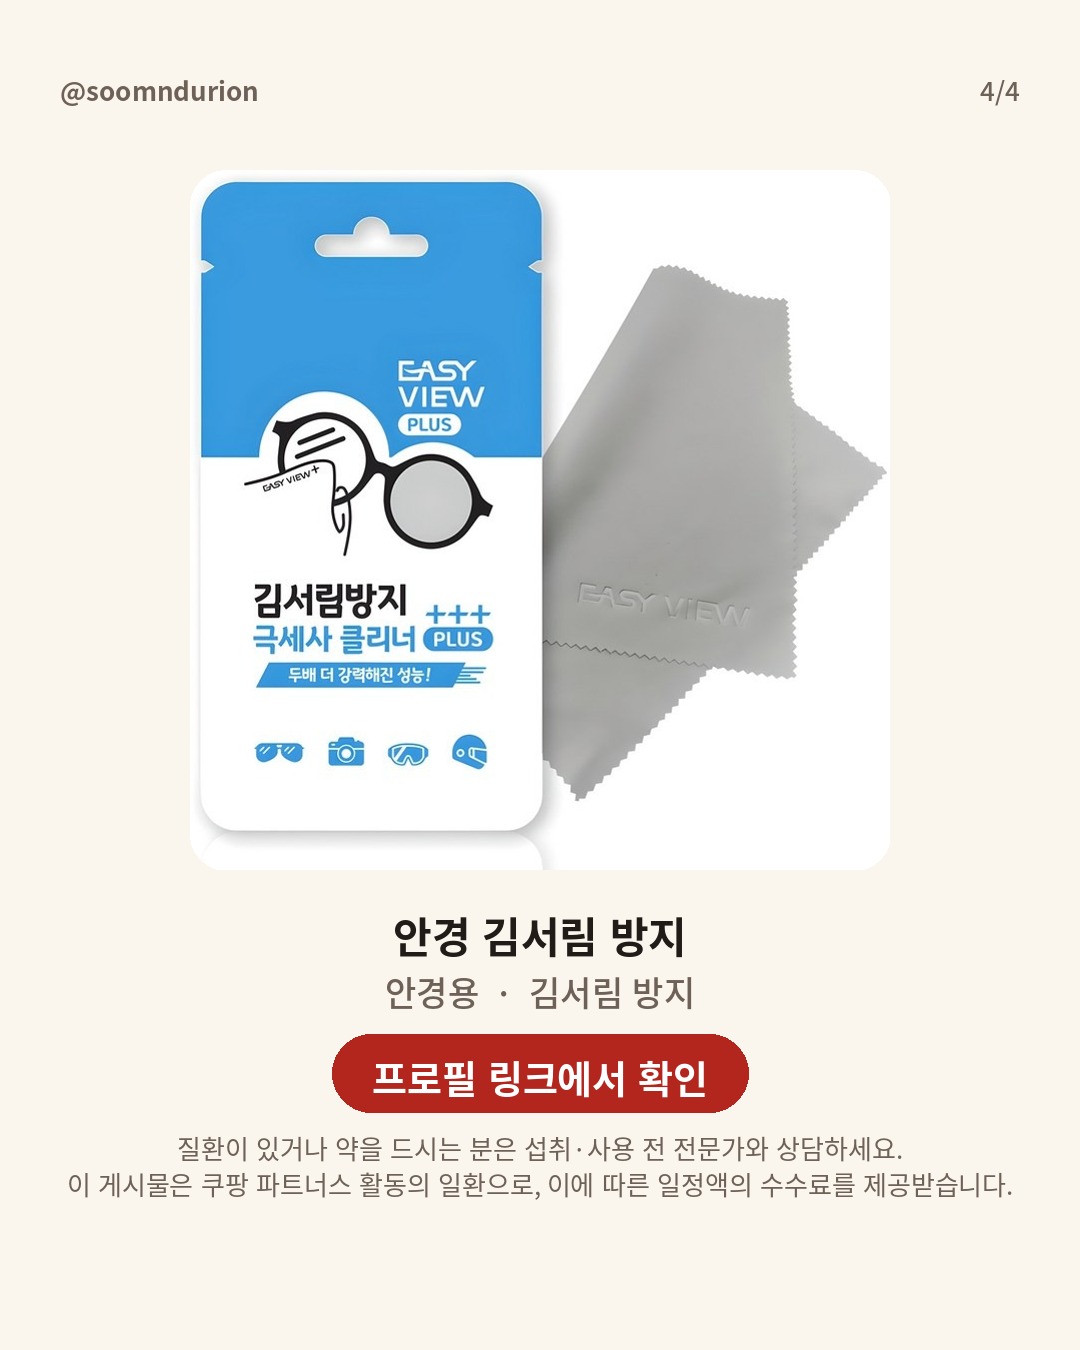 @soomndurion
4/4
EASY
VIEW
PLUS
EASY VIEW+
김서림방지
극세사 클리너 +++ PLUS
두배 더 강력해진 성능!
EASY VIEW
안경 김서림 방지
안경용 · 김서림 방지
프로필 링크에서 확인
질환이 있거나 약을 드시는 분은 섭취·사용 전 전문가와 상담하세요.
이 게시물은 쿠팡 파트너스 활동의 일환으로, 이에 따른 일정액의 수수료를 제공받습니다.